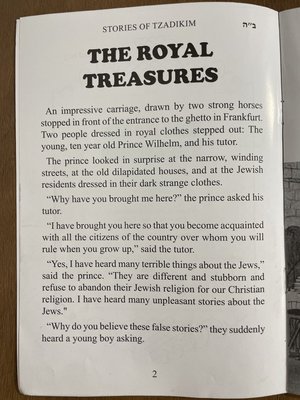 STORIES OF TZADIKIM
ב"ה
THE ROYAL
TREASURES
An impressive carriage, drawn by two strong horses
stopped in front of the entrance to the ghetto in Frankfurt.
Two people dressed in royal clothes stepped out: The
young, ten year old Prince Wilhelm, and his tutor.
The prince looked in surprise at the narrow, winding
streets, at the old dilapidated houses, and at the Jewish
residents dressed in their dark strange clothes.
“Why have you brought me here?” the prince asked his
tutor.
“I have brought you here so that you become acquainted
with all the citizens of the country over whom you will
rule when you grow up,” said the tutor.
“Yes, I have heard many terrible things about the Jews,”
said the prince. “They are different and stubborn and
refuse to abandon their Jewish religion for our Christian
religion. I have heard many unpleasant stories about the
Jews."
“Why do you believe these false stories?” they suddenly
heard a young boy asking.
2